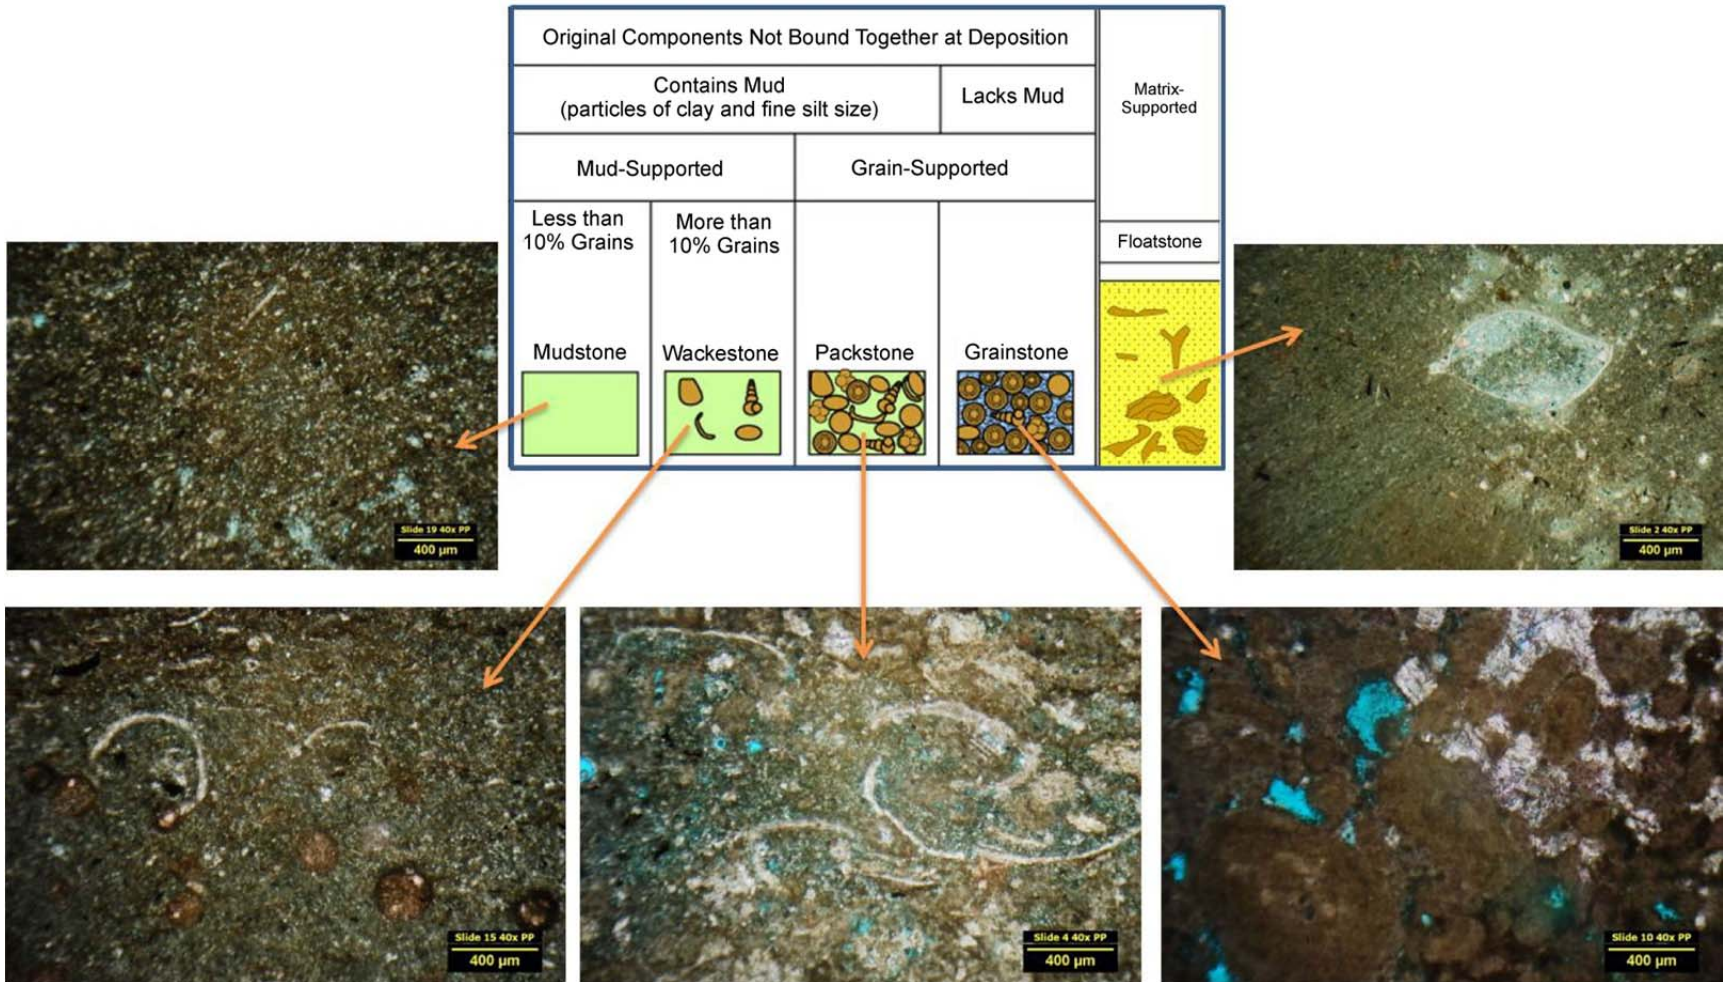 Original Components Not Bound Together at Deposition
Contains Mud
(particles of clay and fine silt size)
Lacks Mud
Matrix-
Supported
Mud-Supported
Grain-Supported
Less than
10% Grains
More than
10% Grains
Floatstone
Mudstone
Wackestone
Packstone
Grainstone
Slide 19 40x PP
400 µm
Slide 2 40x PP
400 µm
Slide 15 40x PP
400 µm
Slide 4 40x PP
400 µm
Slide 10 40x PP
400 µm